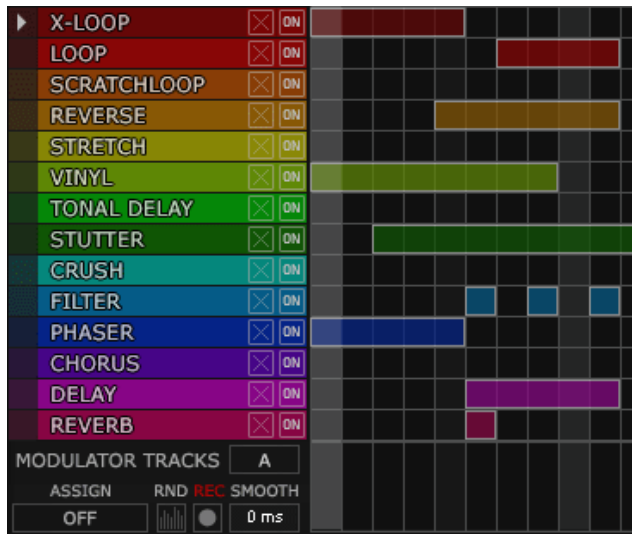 X-LOOP ON
LOOP ON
SCRATCHLOOP ON
REVERSE ON
STRETCH ON
VINYL ON
TONAL DELAY ON
STUTTER ON
CRUSH ON
FILTER ON
PHASER ON
CHORUS ON
DELAY ON
REVERB ON
MODULATOR TRACKS A
ASSIGN RND REC SMOOTH
OFF 0 ms